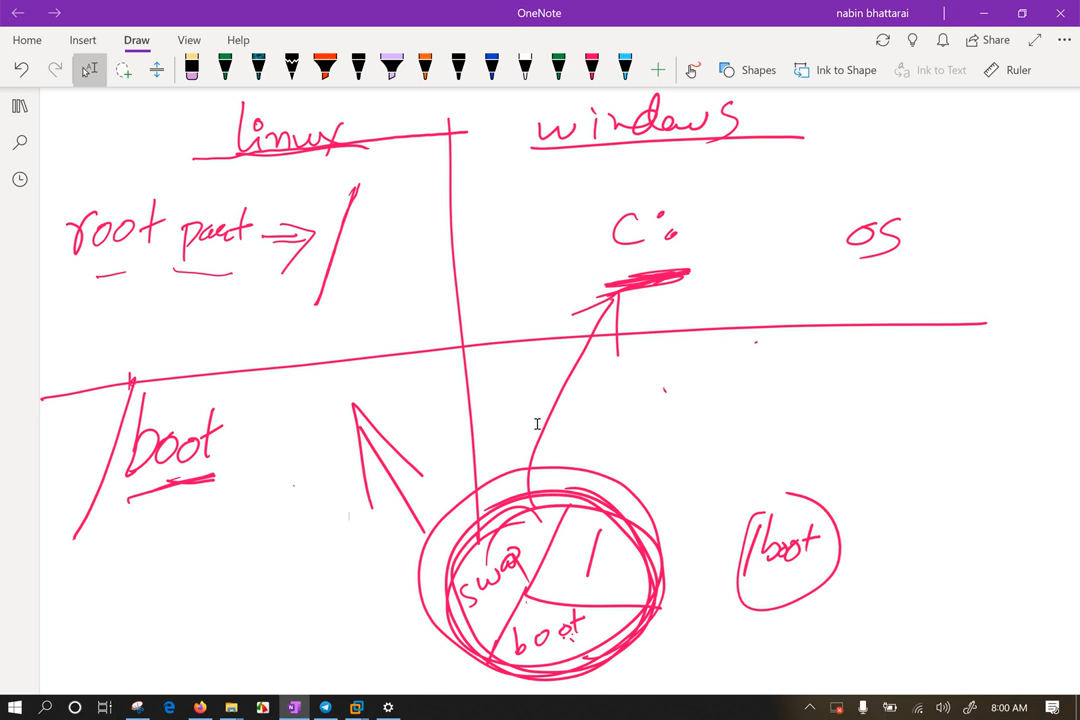 OneNote
nabin bhattarai
Home Insert Draw View Help
Share
Shapes
Ink to Shape
Ink to Text
Ruler
linux windows
root part ⇒ / C: OS
/boot
swap /
boot
/boot
8:00 AM